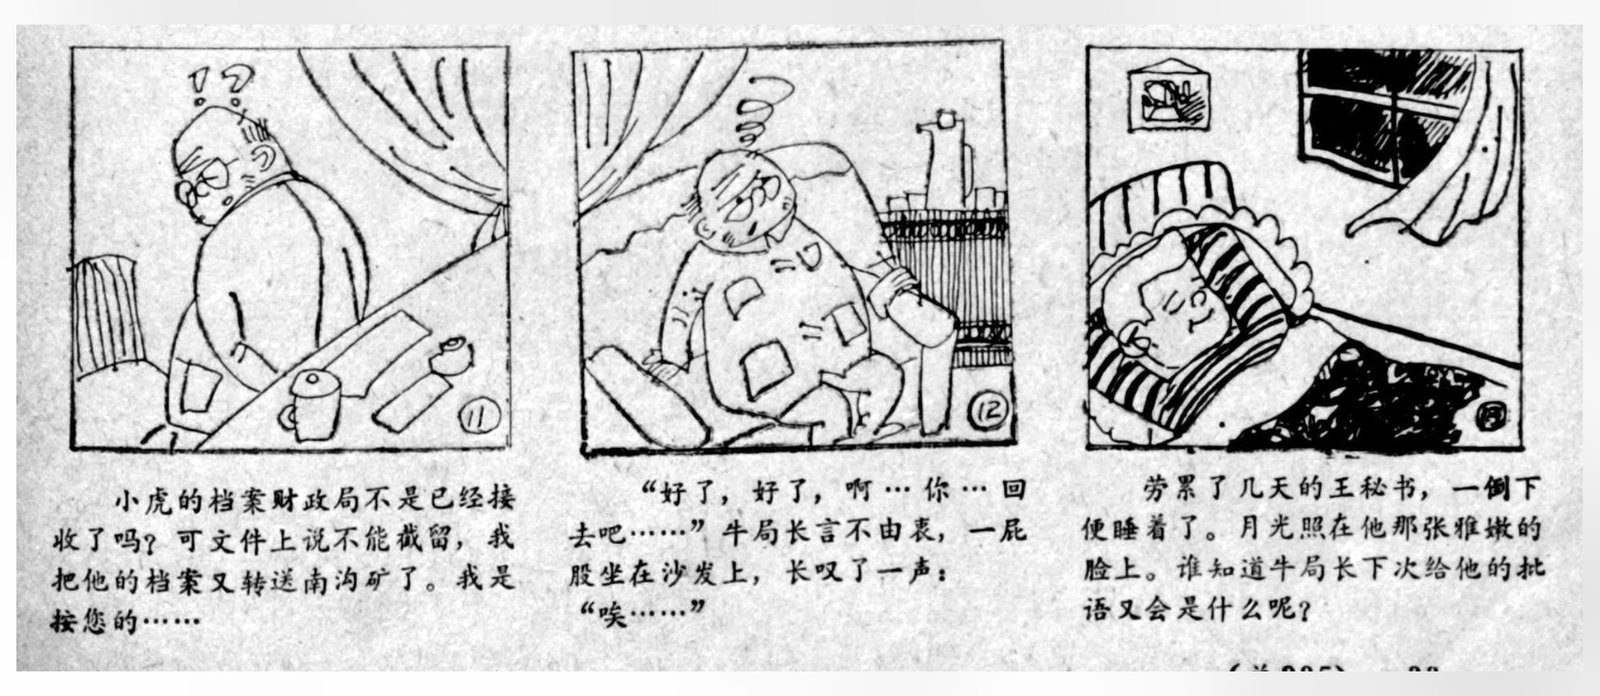 !?
11
小虎的档案财政局不是已经接
收了吗？可文件上说不能截留，我
把他的档案又转送南沟矿了。我是
按您的……
12
“好了，好了，啊…你…回
去吧……”牛局长言不由衷，一屁
股坐在沙发上，长叹了一声：
“唉……”
劳累了几天的王秘书，一倒下
便睡着了。月光照在他那张雅嫩的
脸上。谁知道牛局长下次给他的批
语又会是什么呢？